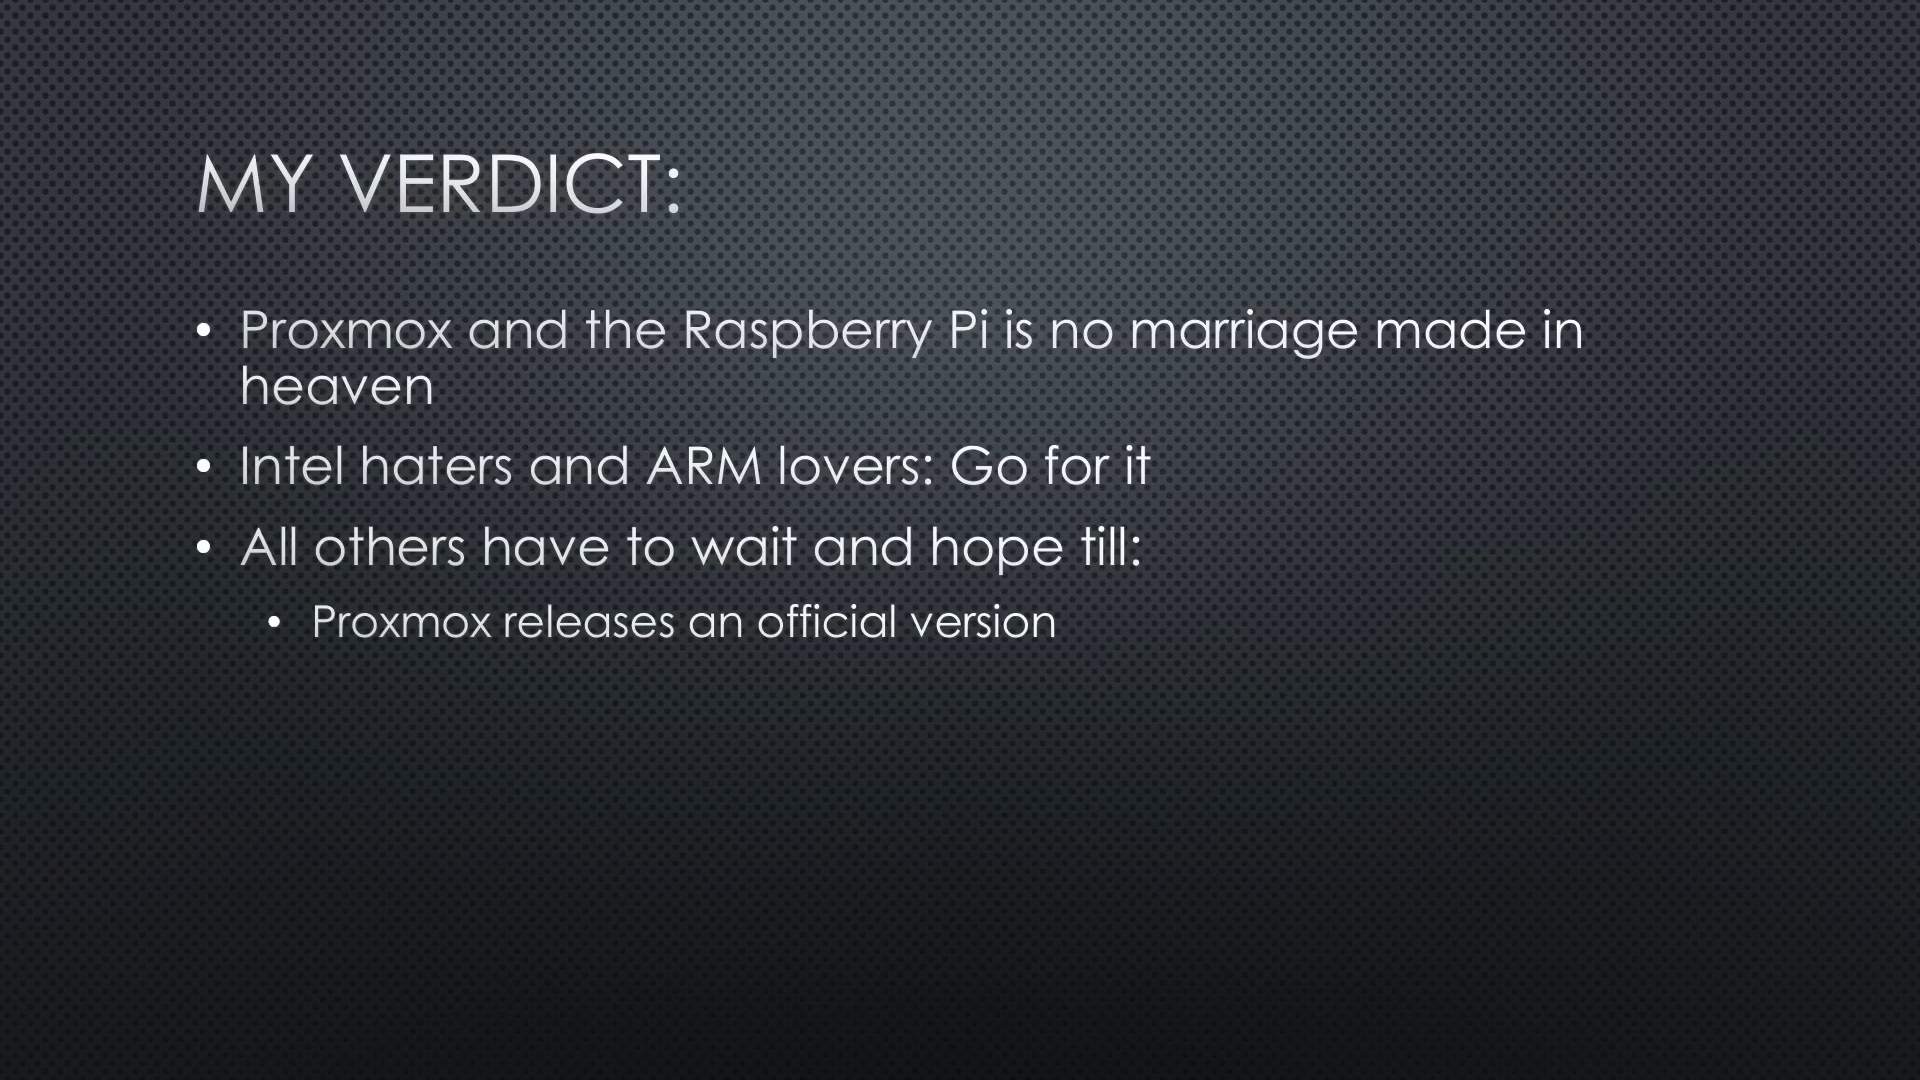 MY VERDICT:
• Proxmox and the Raspberry Pi is no marriage made in
heaven
• Intel haters and ARM lovers: Go for it
• All others have to wait and hope till:
• Proxmox releases an official version